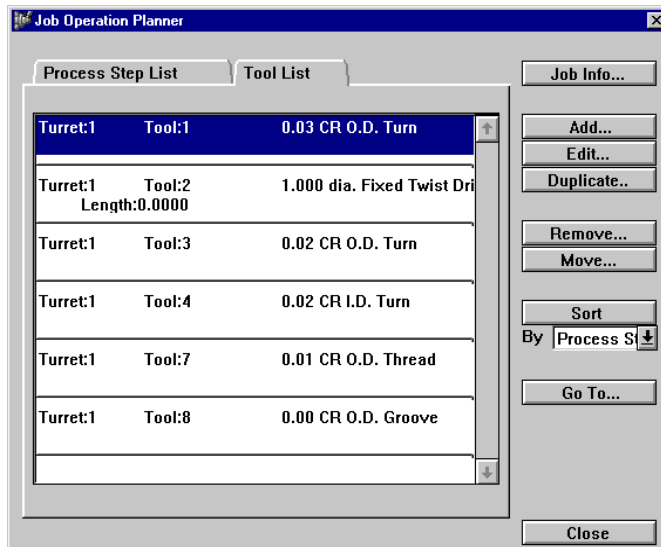 Job Operation Planner
Process Step List
Tool List
Turret:1 Tool:1 0.03 CR O.D. Turn
Turret:1 Tool:2 1.000 dia. Fixed Twist Dri
Length:0.0000
Turret:1 Tool:3 0.02 CR O.D. Turn
Turret:1 Tool:4 0.02 CR I.D. Turn
Turret:1 Tool:7 0.01 CR O.D. Thread
Turret:1 Tool:8 0.00 CR O.D. Groove
Job Info...
Add...
Edit...
Duplicate..
Remove...
Move...
Sort
By Process St
Go To...
Close